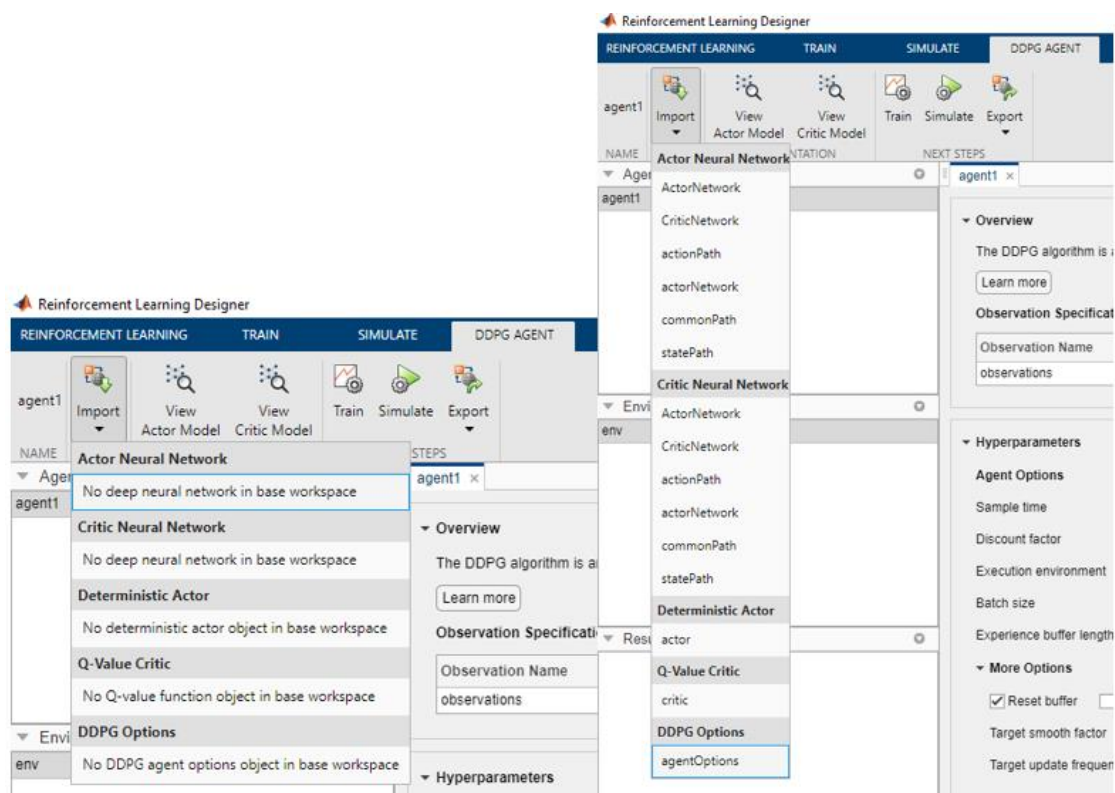 Reinforcement Learning Designer
REINFORCEMENT LEARNING TRAIN SIMULATE DDPG AGENT
agent1
Import View Actor Model View Critic Model Train Simulate Export
NAME STEPS
Actor Neural Network
No deep neural network in base workspace
Critic Neural Network
No deep neural network in base workspace
Deterministic Actor
No deterministic actor object in base workspace
Q-Value Critic
No Q-value function object in base workspace
DDPG Options
No DDPG agent options object in base workspace
Age
agent1
Envi
env
agent1 ×
Overview
The DDPG algorithm is a
Learn more
Observation Specificati
Observation Name
observations
Hyperparameters
Reinforcement Learning Designer
REINFORCEMENT LEARNING TRAIN SIMULATE DDPG AGENT
agent1
Import View Actor Model View Critic Model Train Simulate Export
NAME NTATION NEXT STEPS
Actor Neural Network
ActorNetwork
CriticNetwork
actionPath
actorNetwork
commonPath
statePath
Critic Neural Network
ActorNetwork
CriticNetwork
actionPath
actorNetwork
commonPath
statePath
Deterministic Actor
actor
Q-Value Critic
critic
DDPG Options
agentOptions
Age
agent1
Envi
env
Resu
agent1 ×
Overview
The DDPG algorithm is
Learn more
Observation Specificat
Observation Name
observations
Hyperparameters
Agent Options
Sample time
Discount factor
Execution environment
Batch size
Experience buffer length
More Options
Reset buffer
Target smooth factor
Target update frequen